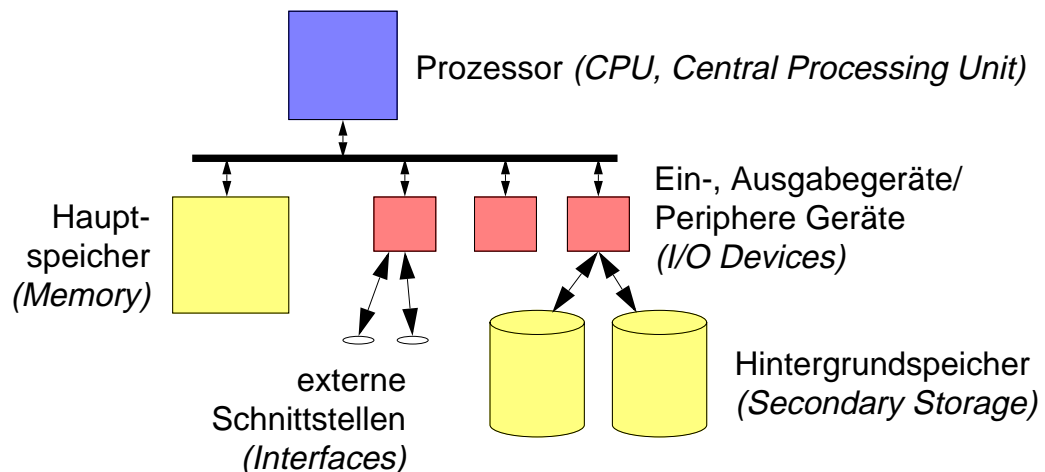 Prozessor (CPU, Central Processing Unit)
Haupt-
speicher
(Memory)
Ein-, Ausgabegeräte/
Periphere Geräte
(I/O Devices)
externe
Schnittstellen
(Interfaces)
Hintergrundspeicher
(Secondary Storage)